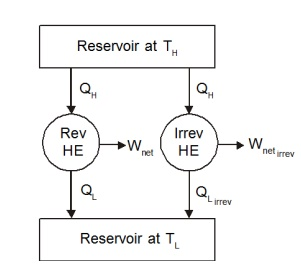 Reservoir at T_H
Q_H Q_H
Rev HE
W_net
Irrev HE
W_net irrev
Q_L Q_L irrev
Reservoir at T_L